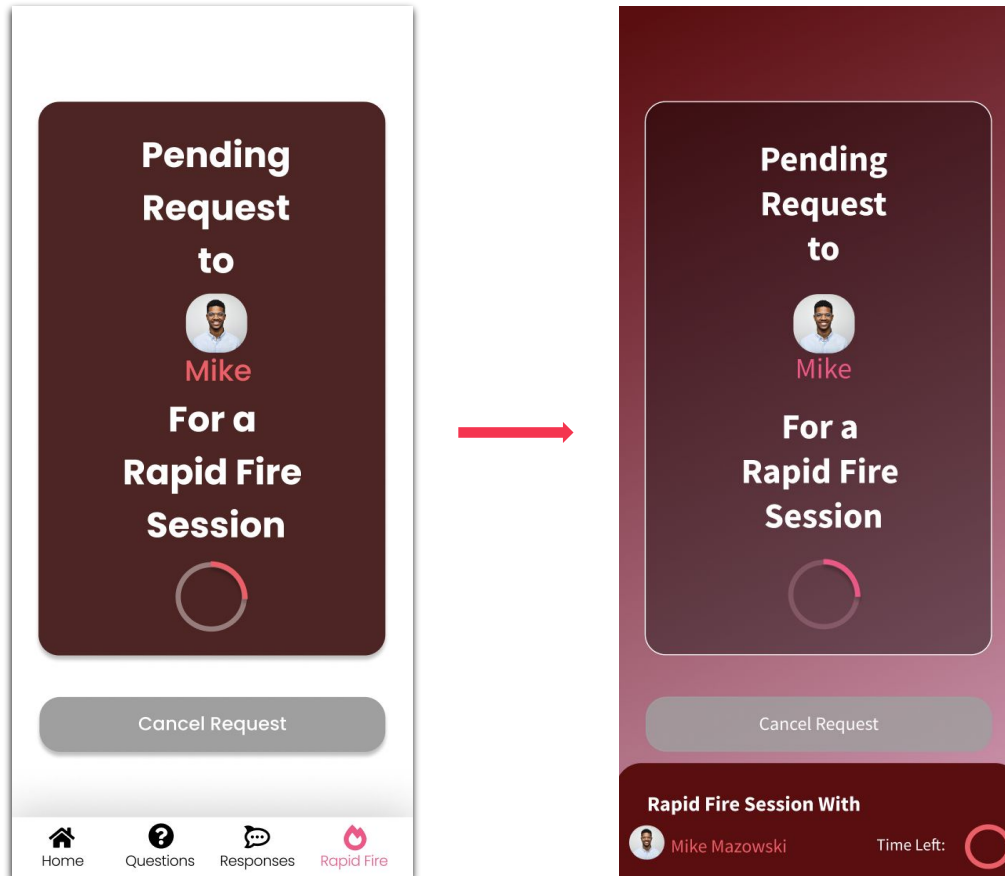 Pending
Request
to
Mike
For a
Rapid Fire
Session
Cancel Request
Home Questions Responses Rapid Fire
Pending
Request
to
Mike
For a
Rapid Fire
Session
Cancel Request
Rapid Fire Session With
Mike Mazowski Time Left: